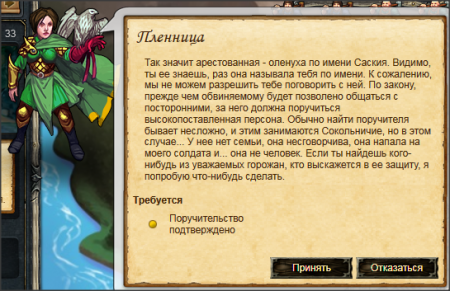 33
Пленница
Так значит арестованная - оленуха по имени Саския. Видимо,
ты ее знаешь, раз она называла тебя по имени. К сожалению,
мы не можем разрешить тебе поговорить с ней. По закону,
прежде чем обвиняемому будет позволено общаться с
посторонними, за него должна поручиться
высокопоставленная персона. Обычно найти поручителя
бывает несложно, и этим занимаются Сокольничие, но в этом
случае... У нее нет семьи, она несговорчива, она напала на
моего солдата и... она не человек. Если ты найдешь кого-
нибудь из уважаемых горожан, кто выскажется в ее защиту, я
попробую что-нибудь сделать.
Требуется
Поручительство
подтверждено
Принять Отказаться